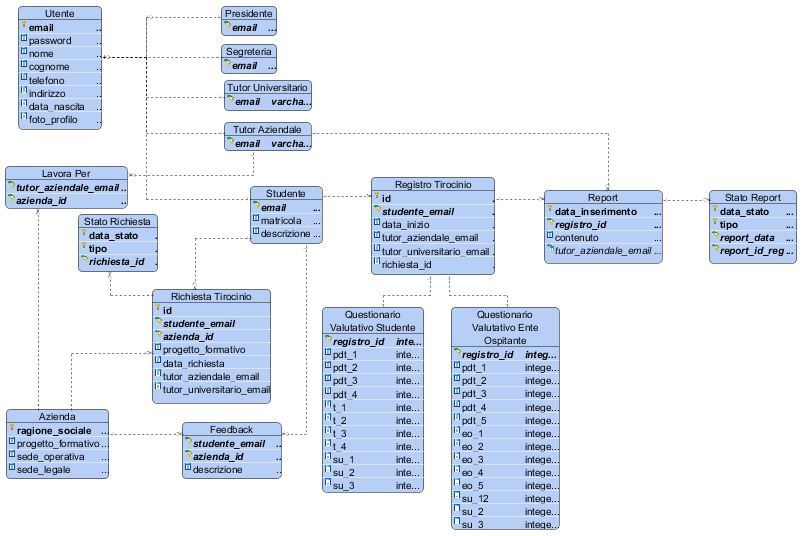 Utente
email ..
password ..
nome ..
cognome ..
telefono ..
indirizzo ..
data_nascita ..
foto_profilo ..
Presidente
email ...
Segreteria
email ...
Tutor Universitario
email varcha...
Tutor Aziendale
email varcha...
Lavora Per
tutor_aziendale_email ..
azienda_id ..
Stato Richiesta
data_stato .
tipo .
richiesta_id .
Studente
email ...
matricola ...
descrizione ...
Registro Tirocinio
id .
studente_email .
data_inizio .
tutor_aziendale_email .
tutor_universitario_email .
richiesta_id .
Report
data_inserimento ...
registro_id ...
contenuto ...
tutor_aziendale_email ...
Stato Report
data_stato ...
tipo ...
report_data ...
report_id_reg ...
Richiesta Tirocinio
id
studente_email
azienda_id
progetto_formativo
data_richiesta
tutor_aziendale_email
tutor_universitario_email
Questionario
Valutativo Studente
registro_id inte...
pdt_1 inte...
pdt_2 inte...
pdt_3 inte...
pdt_4 inte...
t_1 inte...
t_2 inte...
t_3 inte...
t_4 inte...
su_1 inte...
su_2 inte...
su_3 inte...
Questionario
Valutativo Ente
Ospitante
registro_id integ...
pdt_1 intege...
pdt_2 intege...
pdt_3 intege...
pdt_4 intege...
pdt_5 intege...
eo_1 intege...
eo_2 intege...
eo_3 intege...
eo_4 intege...
eo_5 intege...
su_12 intege...
su_2 intege...
su_3 intege...
Azienda
ragione_sociale ...
progetto_formativo ...
sede_operativa ...
sede_legale ...
Feedback
studente_email ..
azienda_id ..
descrizione ..